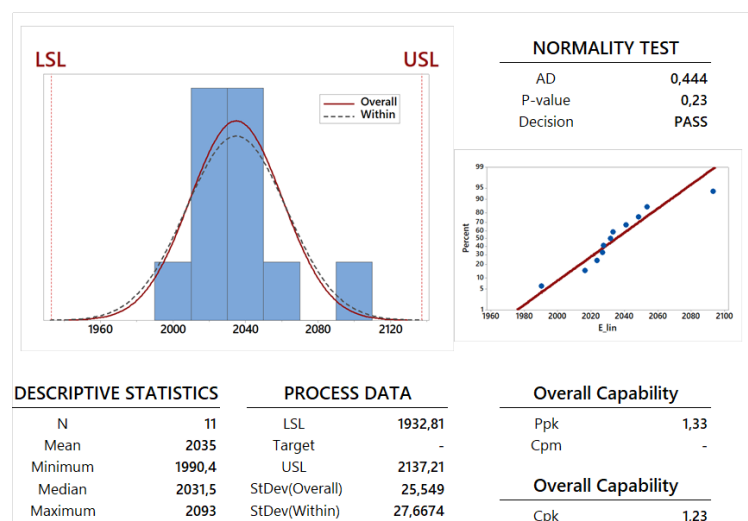 LSL
USL
Overall
Within
1960 2000 2040 2080 2120
NORMALITY TEST
AD 0,444
P-value 0,23
Decision PASS
99
95
90
80
70
60
50
40
30
20
10
5
1
Percent
1960 1980 2000 2020 2040 2060 2080 2100
E_lin
DESCRIPTIVE STATISTICS
N 11
Mean 2035
Minimum 1990,4
Median 2031,5
Maximum 2093
PROCESS DATA
LSL 1932,81
Target -
USL 2137,21
StDev(Overall) 25,549
StDev(Within) 27,6674
Overall Capability
Ppk 1,33
Cpm -
Overall Capability
Cpk 1,23